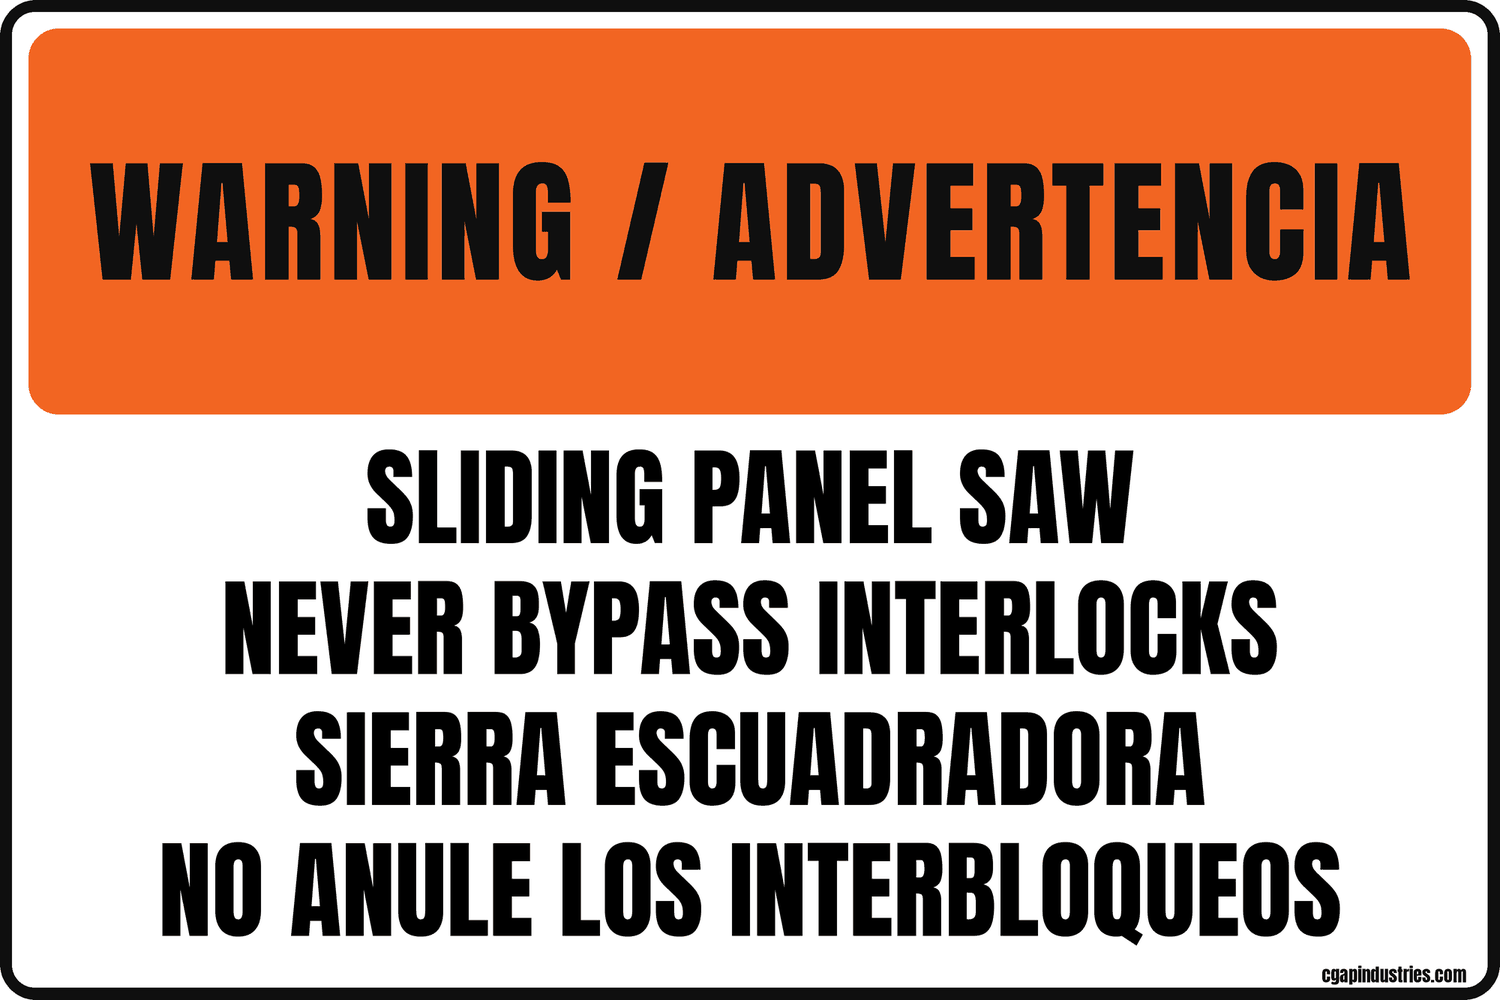 WARNING / ADVERTENCIA
SLIDING PANEL SAW
NEVER BYPASS INTERLOCKS
SIERRA ESCUADRADORA
NO ANULE LOS INTERBLOQUEOS
cgapindustries.com